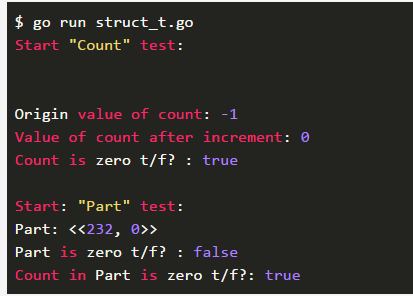 $ go run struct_t.go
Start "Count" test:
Origin value of count: -1
Value of count after increment: 0
Count is zero t/f? : true
Start: "Part" test:
Part: <<232, 0>>
Part is zero t/f? : false
Count in Part is zero t/f?: true